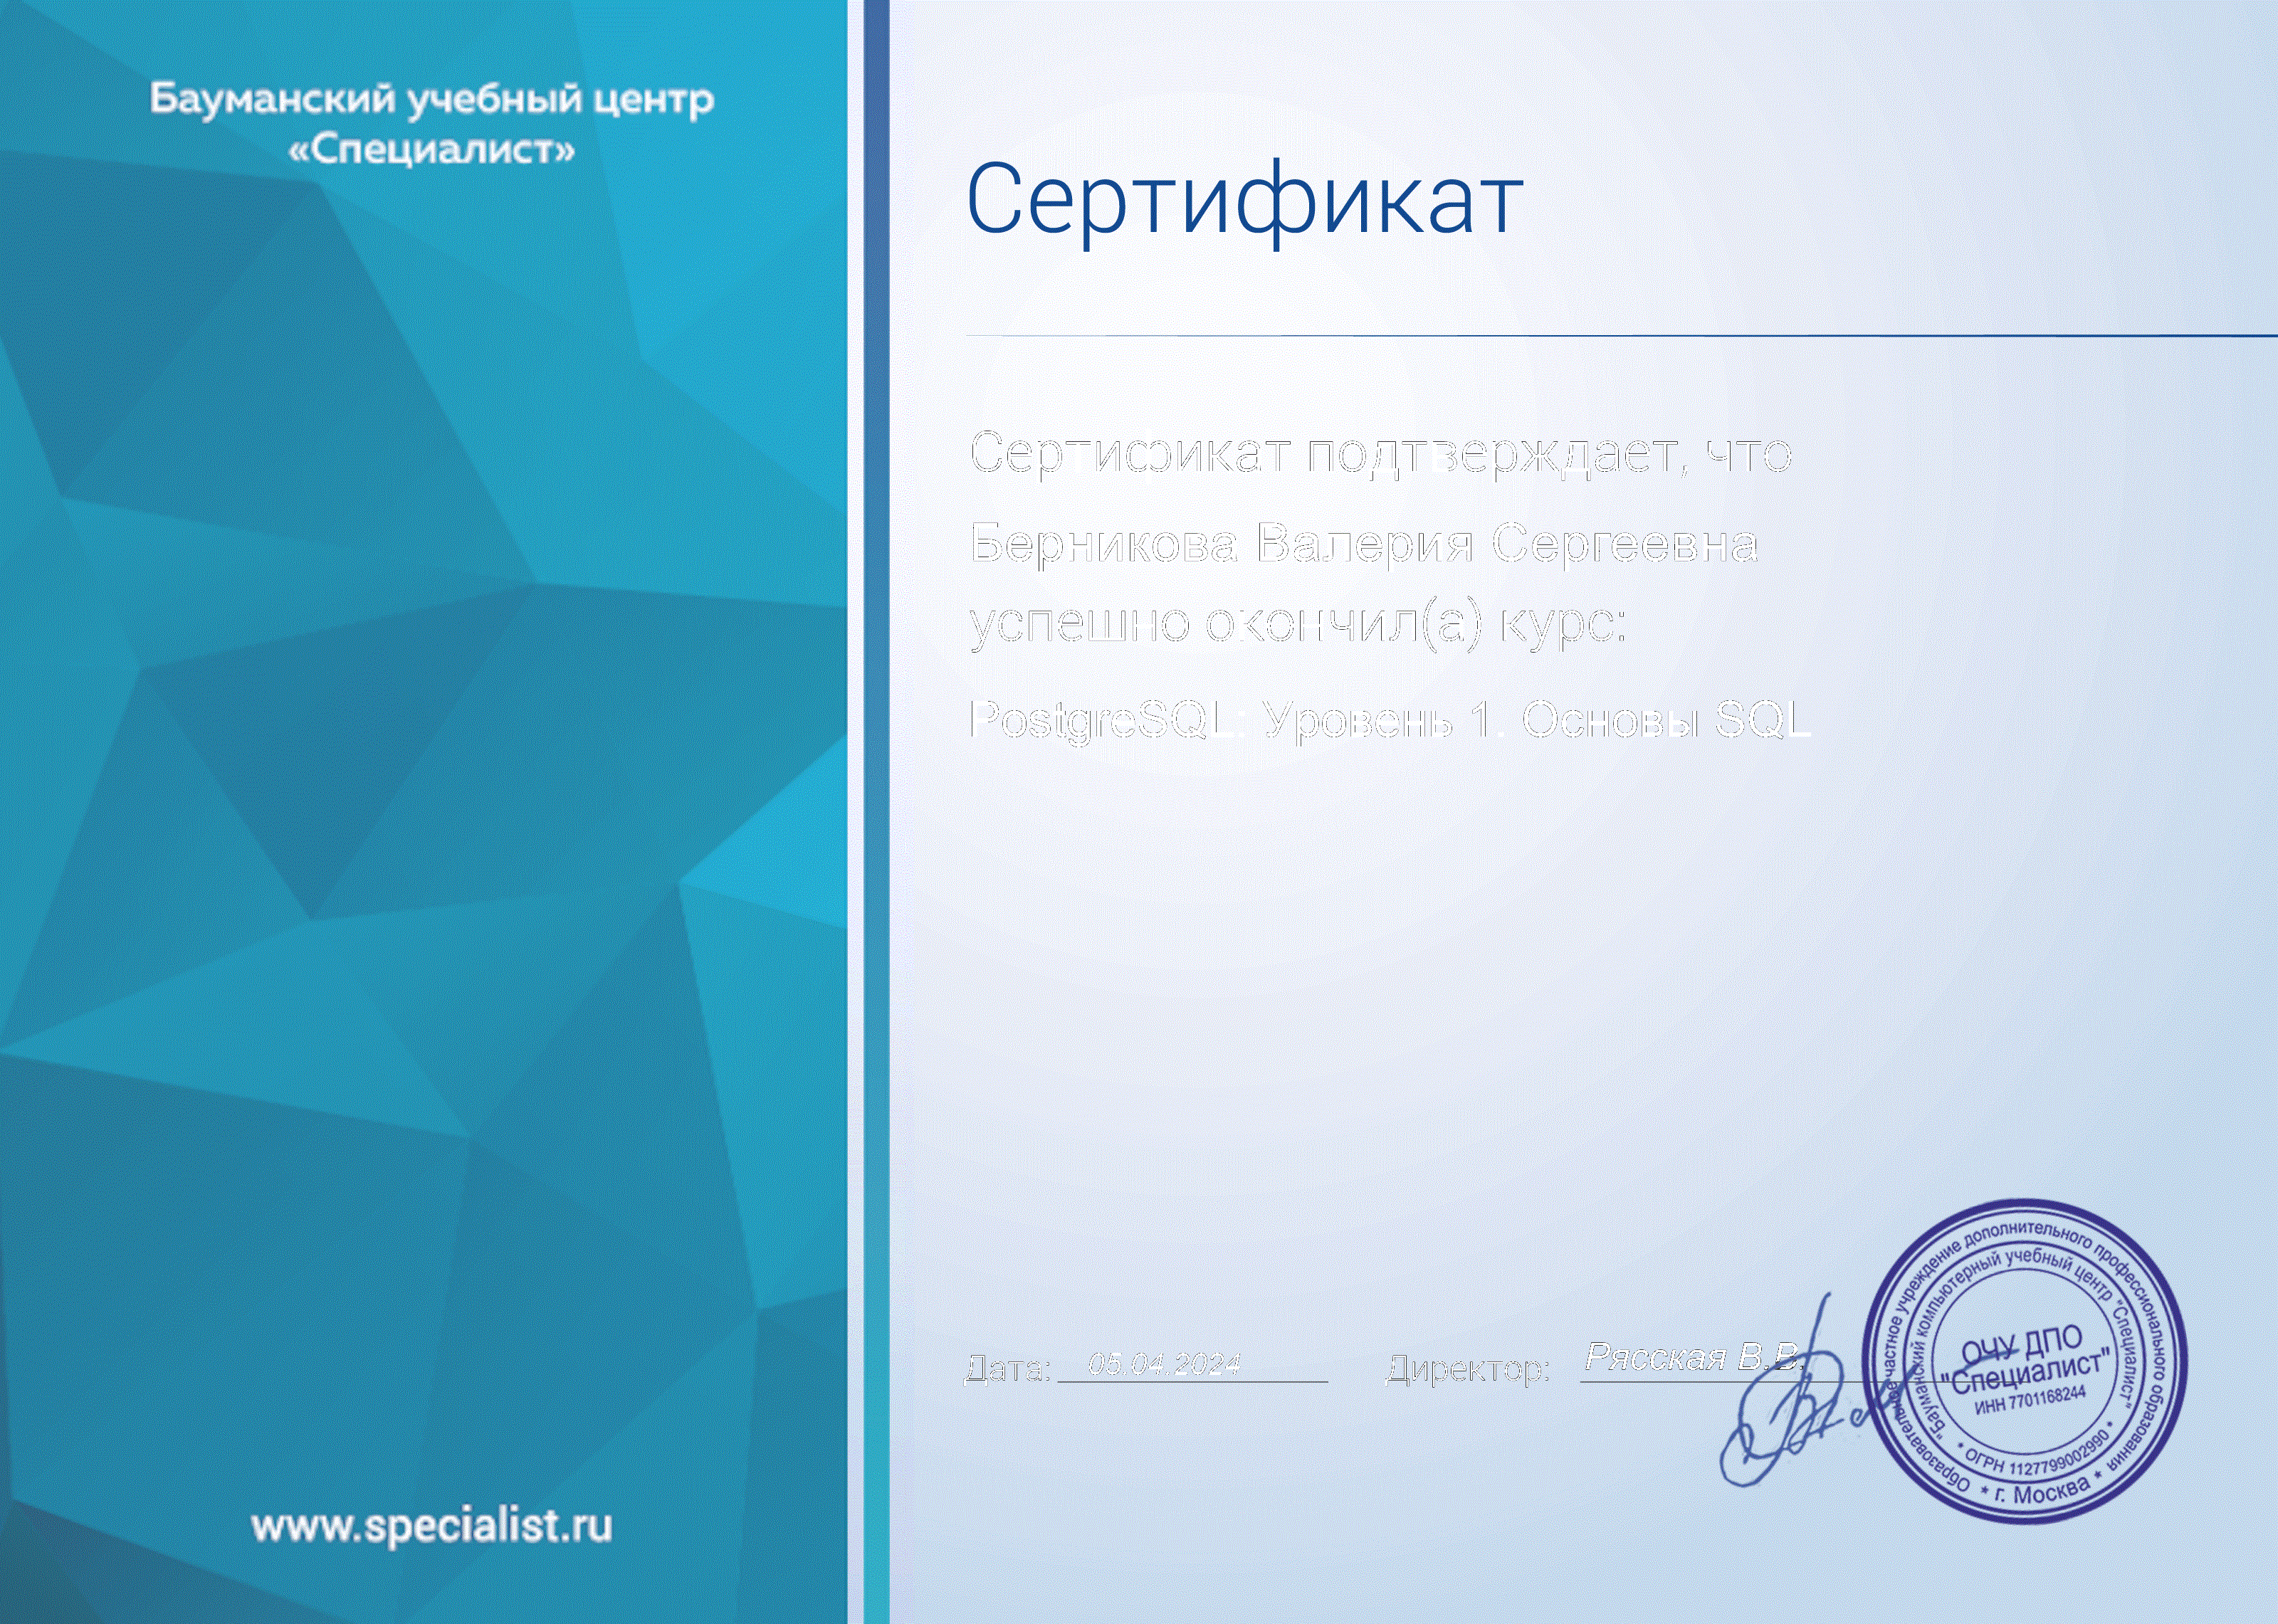 Бауманский учебный центр
«Специалист»
Сертификат
Сертификат подтверждает, что
Берникова Валерия Сергеевна
успешно окончил(а) курс:
PostgreSQL: Уровень 1. Основы SQL
Дата: 05.04.2024 Директор: Рясская В.В.
Образовательное частное учреждение дополнительного профессионального образования
* г. Москва *
"Бауманский компьютерный учебный центр "Специалист"
* ОГРН 1127799002990 *
ОЧУ ДПО
"Специалист"
ИНН 7701168244
www.specialist.ru